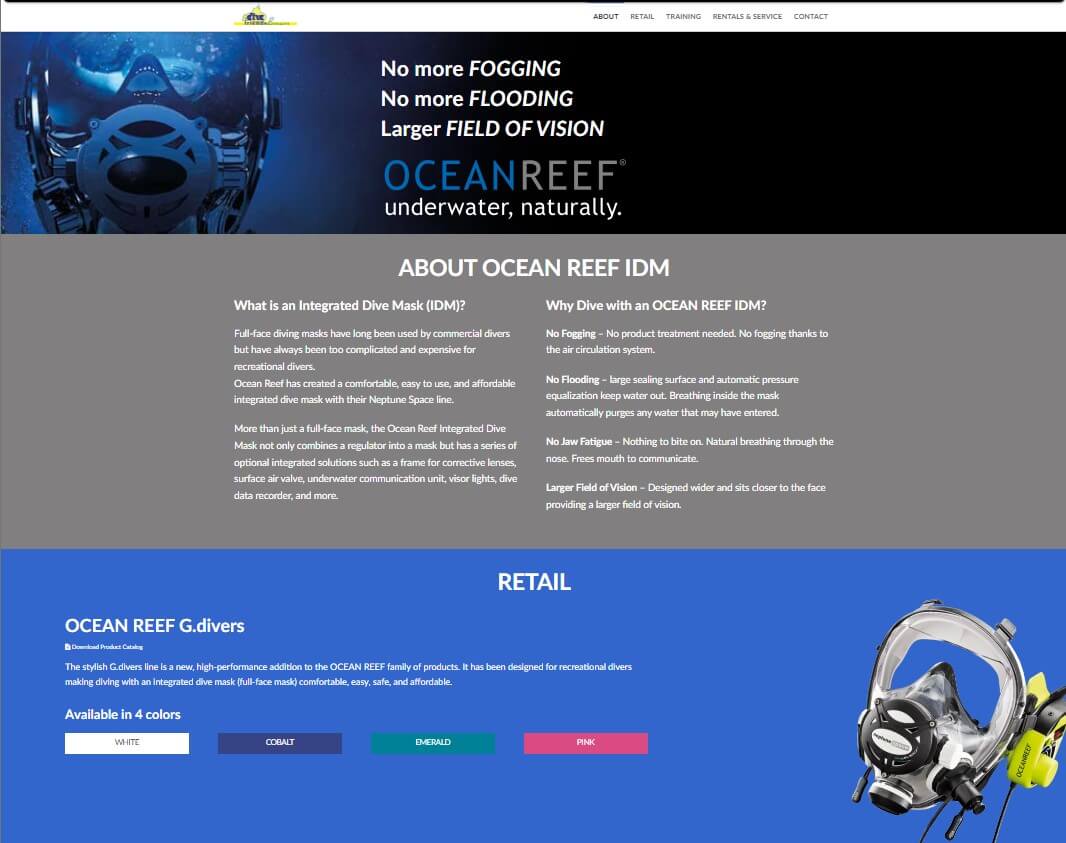 ABOUT RETAIL TRAINING RENTALS & SERVICE CONTACT
No more FOGGING
No more FLOODING
Larger FIELD OF VISION
OCEANREEF®
underwater, naturally.
ABOUT OCEAN REEF IDM
What is an Integrated Dive Mask (IDM)?
Full-face diving masks have long been used by commercial divers
but have always been too complicated and expensive for
recreational divers.
Ocean Reef has created a comfortable, easy to use, and affordable
integrated dive mask with their Neptune Space line.
More than just a full-face mask, the Ocean Reef Integrated Dive
Mask not only combines a regulator into a mask but has a series of
optional integrated solutions such as a frame for corrective lenses,
surface air valve, underwater communication unit, visor lights, dive
data recorder, and more.
Why Dive with an OCEAN REEF IDM?
No Fogging – No product treatment needed. No fogging thanks to
the air circulation system.
No Flooding – large sealing surface and automatic pressure
equalization keep water out. Breathing inside the mask
automatically purges any water that may have entered.
No Jaw Fatigue – Nothing to bite on. Natural breathing through the
nose. Frees mouth to communicate.
Larger Field of Vision – Designed wider and sits closer to the face
providing a larger field of vision.
RETAIL
OCEAN REEF G.divers
Download Product Catalog
The stylish G.divers line is a new, high-performance addition to the OCEAN REEF family of products. It has been designed for recreational divers
making diving with an integrated dive mask (full-face mask) comfortable, easy, safe, and affordable.
Available in 4 colors
WHITE
COBALT
EMERALD
PINK
neptune
OCEANREEF